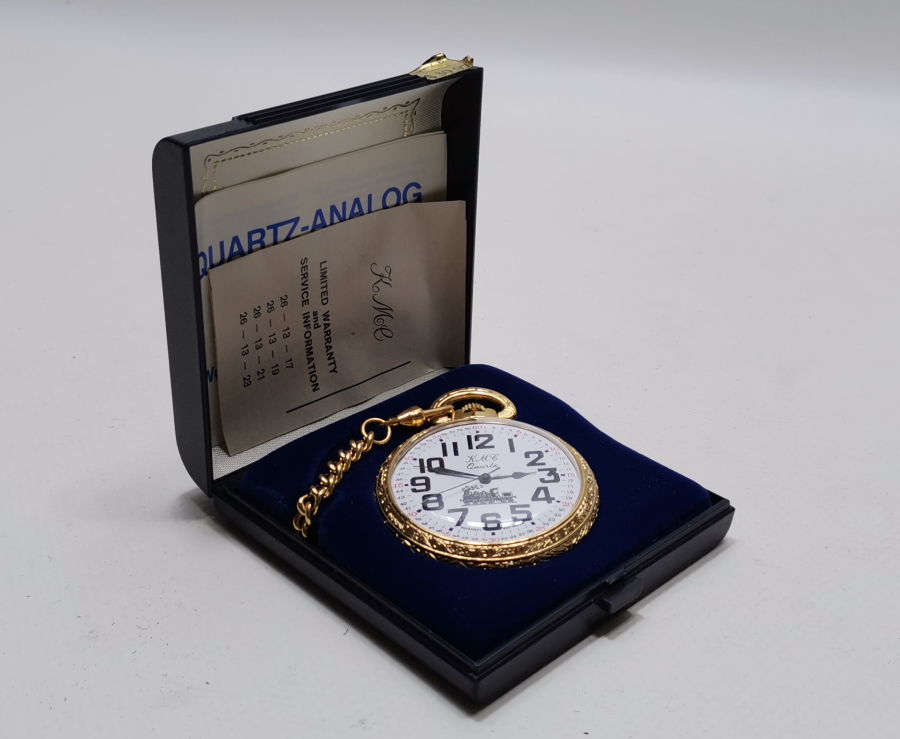 QUARTZ-ANALOG
KMC
LIMITED WARRANTY
and
SERVICE INFORMATION
26 — 13 — 17
26 — 13 — 19
26 — 13 — 21
26 — 13 — 23
12
1
2
3
4
5
6
7
8
9
10
11
KMC
Quartz